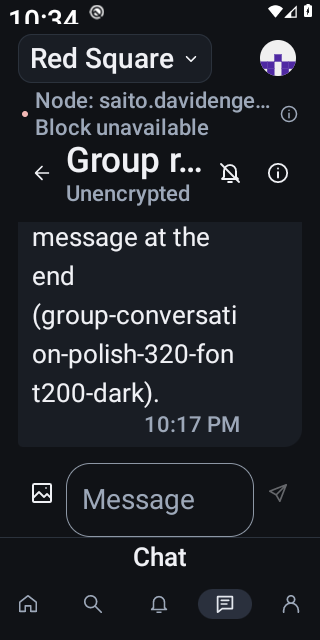 10:34
Red Square
Node: saito.davidenge...
Block unavailable
Group r...
Unencrypted
message at the
end
(group-conversati
on-polish-320-fon
t200-dark).
10:17 PM
Message
Chat